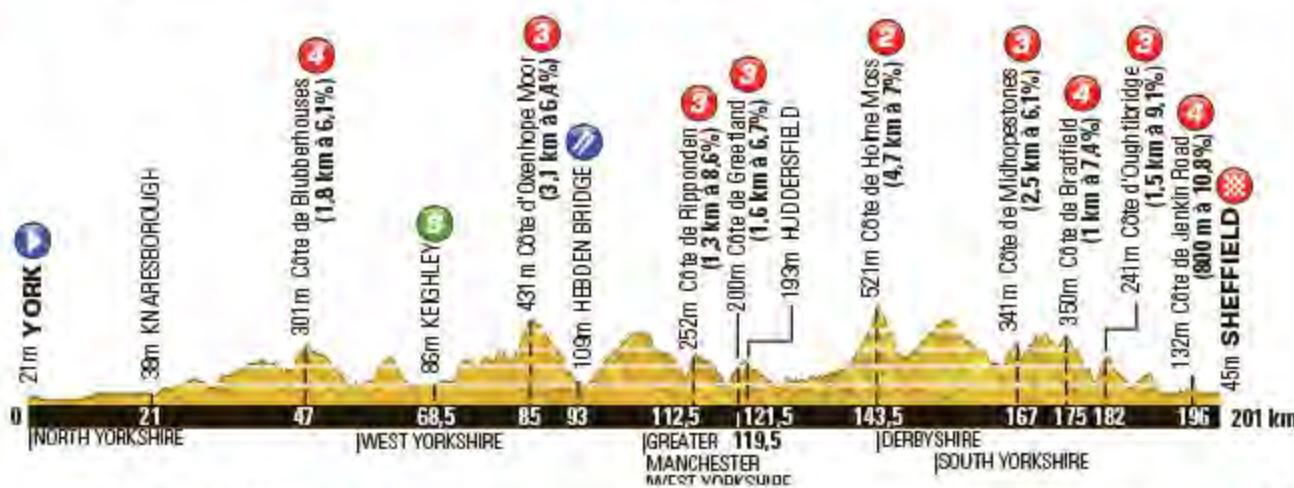 21m YORK
38m KNARESBOROUGH
301m Côte de Blubberhouses
(1,8 km à 6,1%)
4
86m KEIGHLEY
S
431m Côte d'Oxenhope Moor
(3,1 km à 6,4%)
3
109m HEBDEN BRIDGE
252m Côte de Ripponden
(1,3 km à 8,6%)
3
200m Côte de Greetland
(1,6 km à 6,7%)
3
193m HUDDERSFIELD
521m Côte de Holme Moss
(4,7 km à 7%)
2
341m Côte de Midhopestones
(2,5 km à 6,1%)
3
350m Côte de Bradfield
(1 km à 7,4%)
4
241m Côte d'Oughtibridge
(1,5 km à 9,1%)
3
132m Côte de Jenkin Road
(800 m à 10,8%)
4
45m SHEFFIELD
0 21 47 68,5 85 93 112,5 121,5 143,5 167 175 182 196 201 km
119,5
NORTH YORKSHIRE
WEST YORKSHIRE
GREATER
MANCHESTER
WEST YORKSHIRE
DERBYSHIRE
SOUTH YORKSHIRE